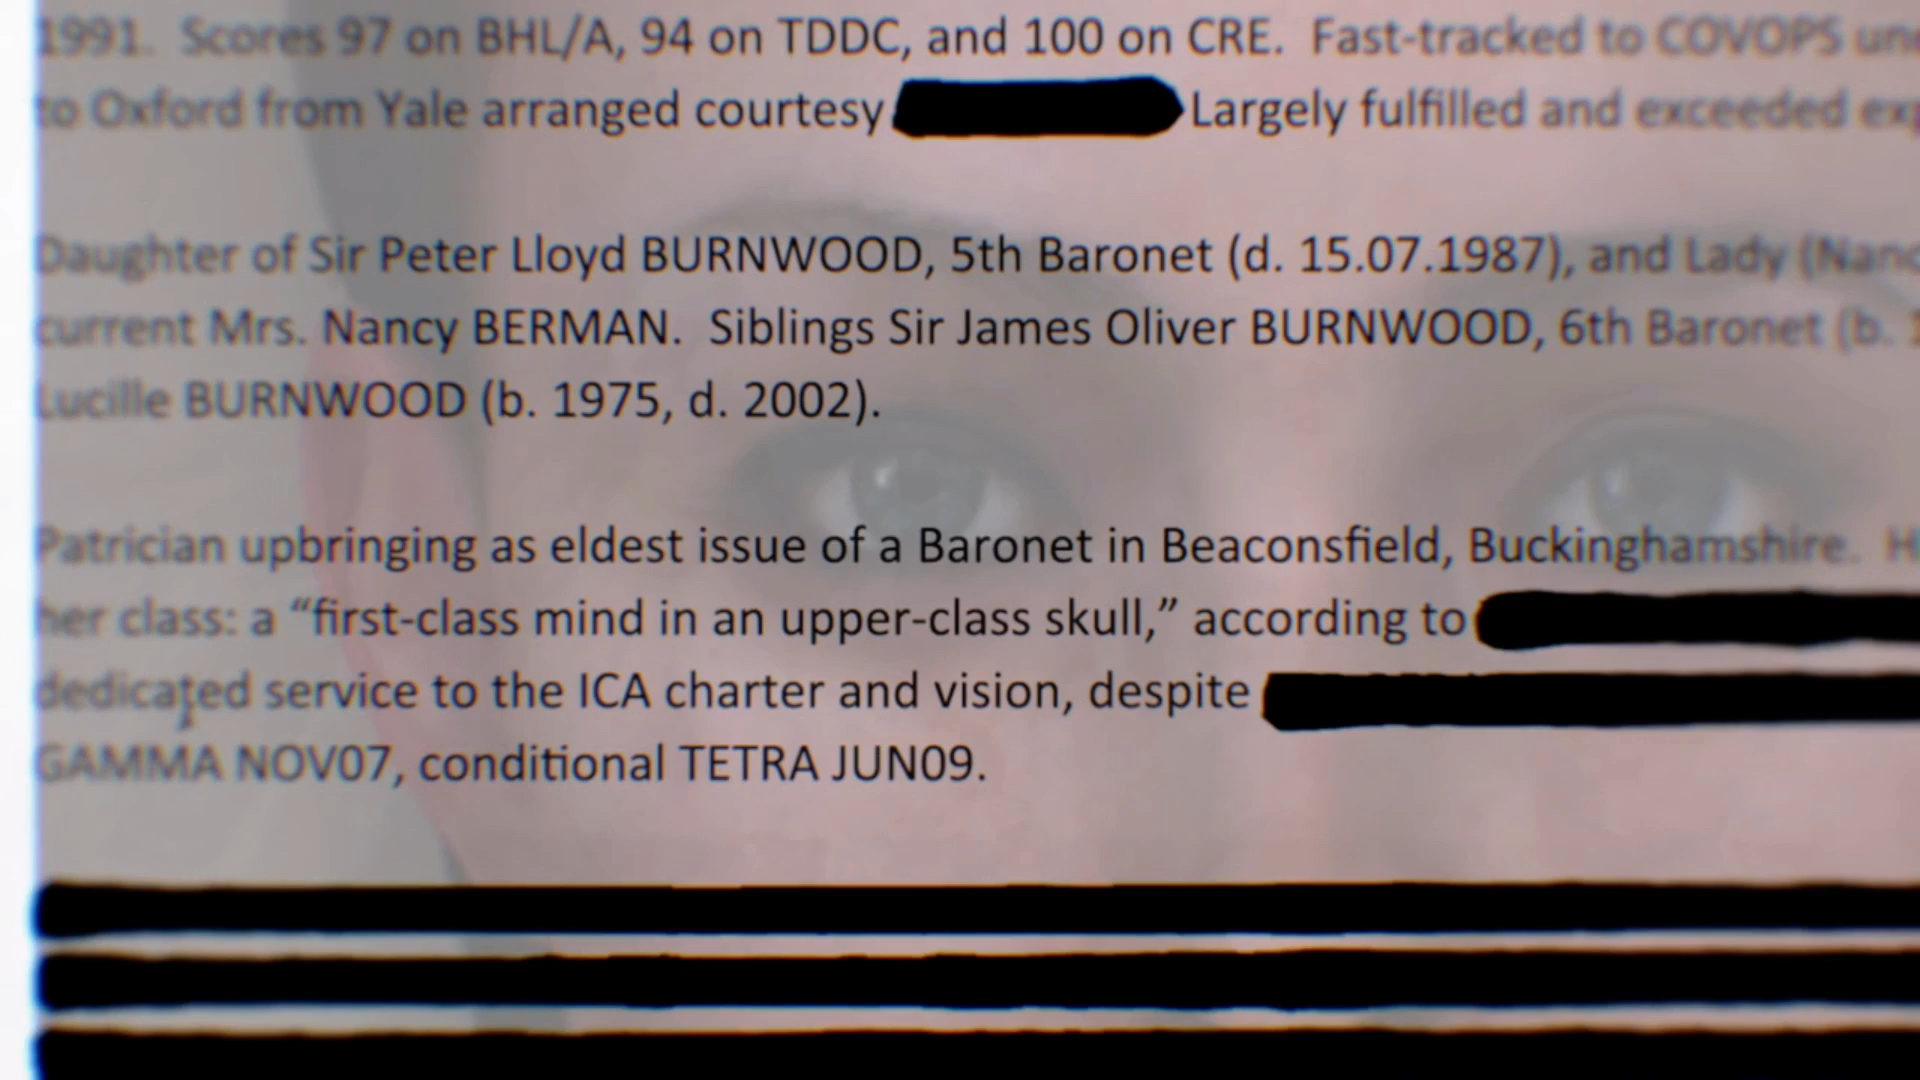 1991. Scores 97 on BHL/A, 94 on TDDC, and 100 on CRE. Fast-tracked to COVOPS
to Oxford from Yale arranged courtesy Largely fulfilled and exceeded
Daughter of Sir Peter Lloyd BURNWOOD, 5th Baronet (d. 15.07.1987), and Lady
current Mrs. Nancy BERMAN. Siblings Sir James Oliver BURNWOOD, 6th Baronet (b.
Lucille BURNWOOD (b. 1975, d. 2002).
Patrician upbringing as eldest issue of a Baronet in Beaconsfield, Buckinghamshire.
her class: a “first-class mind in an upper-class skull,” according to
dedicated service to the ICA charter and vision, despite
GAMMA NOV07, conditional TETRA JUN09.